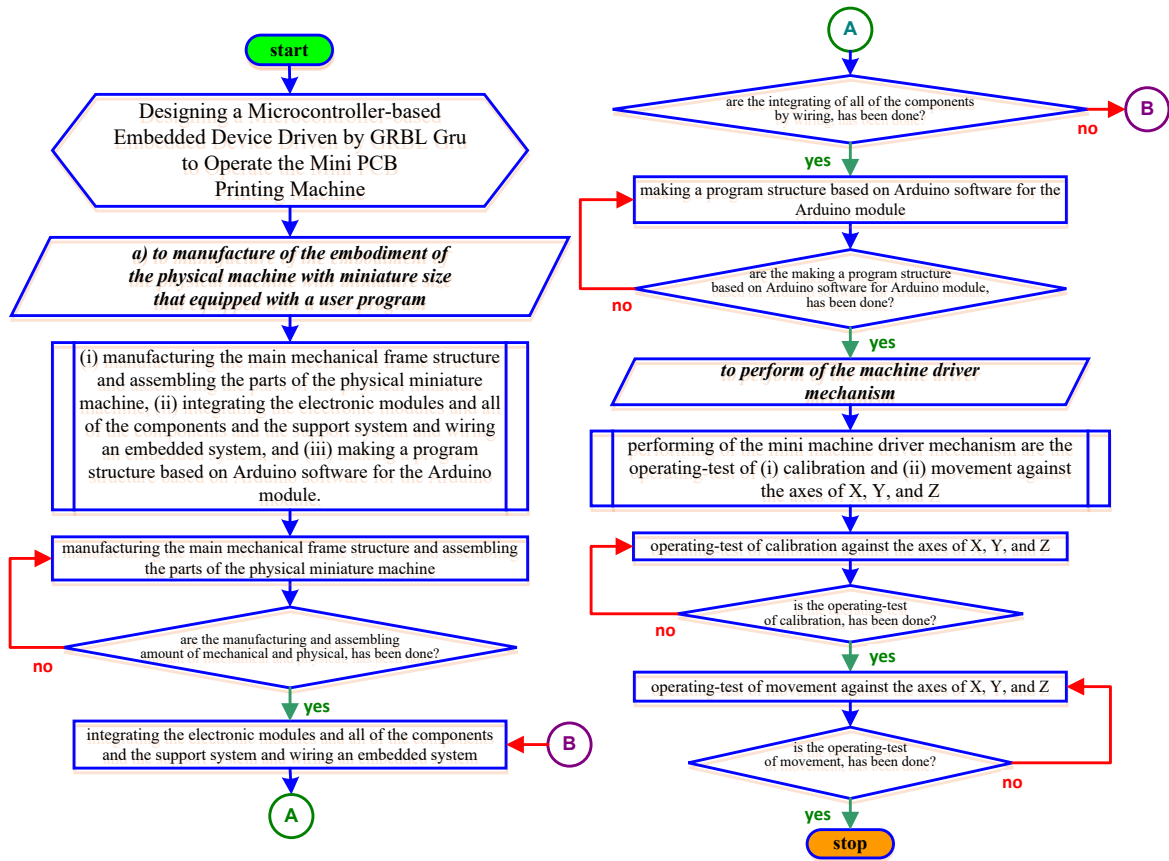 start
Designing a Microcontroller-based
Embedded Device Driven by GRBL Gru
to Operate the Mini PCB
Printing Machine
a) to manufacture of the embodiment of
the physical machine with miniature size
that equipped with a user program
(i) manufacturing the main mechanical frame structure
and assembling the parts of the physical miniature
machine, (ii) integrating the electronic modules and all
of the components and the support system and wiring
an embedded system, and (iii) making a program
structure based on Arduino software for the Arduino
module.
manufacturing the main mechanical frame structure and assembling
the parts of the physical miniature machine
are the manufacturing and assembling
amount of mechanical and physical, has been done?
no
yes
integrating the electronic modules and all of the components
and the support system and wiring an embedded system
B
A
A
are the integrating of all of the components
by wiring, has been done?
no
B
yes
making a program structure based on Arduino software for the
Arduino module
are the making a program structure
based on Arduino software for Arduino module,
has been done?
no
yes
to perform of the machine driver
mechanism
performing of the mini machine driver mechanism are the
operating-test of (i) calibration and (ii) movement against
the axes of X, Y, and Z
operating-test of calibration against the axes of X, Y, and Z
is the operating-test
of calibration, has been done?
no
yes
operating-test of movement against the axes of X, Y, and Z
is the operating-test
of movement, has been done?
no
yes
stop